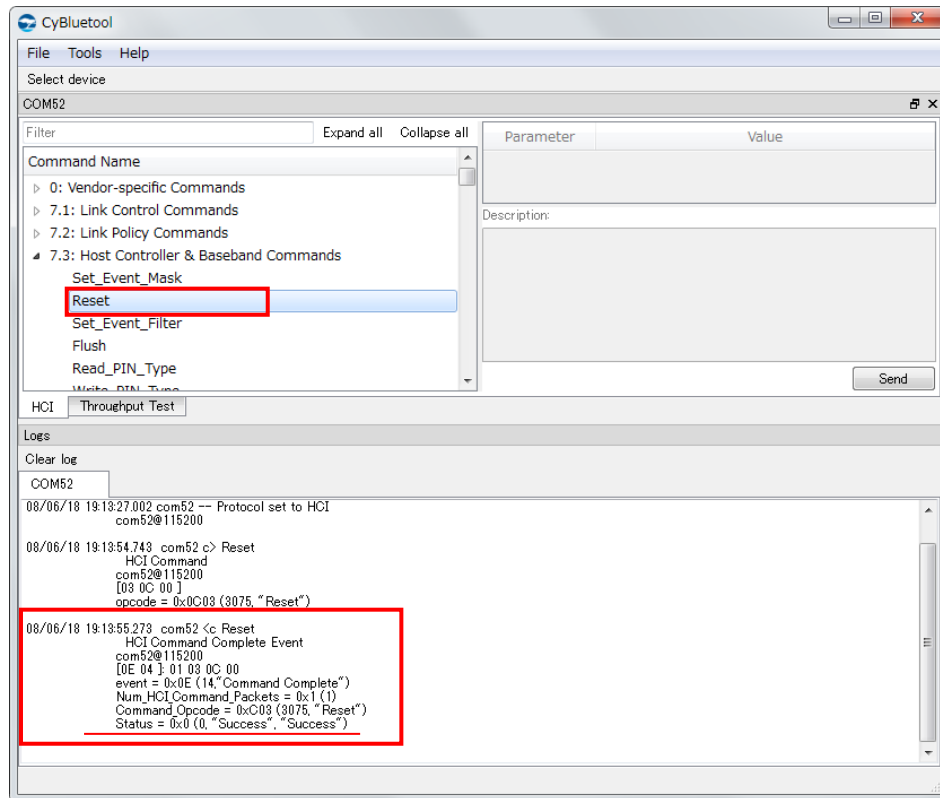 CyBluetool
File Tools Help
Select device
COM52
Filter Expand all Collapse all
Command Name
0: Vendor-specific Commands
7.1: Link Control Commands
7.2: Link Policy Commands
7.3: Host Controller & Baseband Commands
Set_Event_Mask
Reset
Set_Event_Filter
Flush
Read_PIN_Type
Write_PIN_Type
Parameter Value
Description:
Send
HCI Throughput Test
Logs
Clear log
COM52
08/06/18 19:13:27.002 com52 -- Protocol set to HCI
com52@115200
08/06/18 19:13:54.743 com52 c> Reset
HCI Command
com52@115200
[03 0C 00 ]
opcode = 0x0C03 (3075, "Reset")
08/06/18 19:13:55.273 com52 <c Reset
HCI Command Complete Event
com52@115200
[0E 04 ]: 01 03 0C 00
event = 0x0E (14,"Command Complete")
Num_HCI_Command_Packets = 0x1 (1)
Command_Opcode = 0xC03 (3075, "Reset")
Status = 0x0 (0, "Success", "Success")